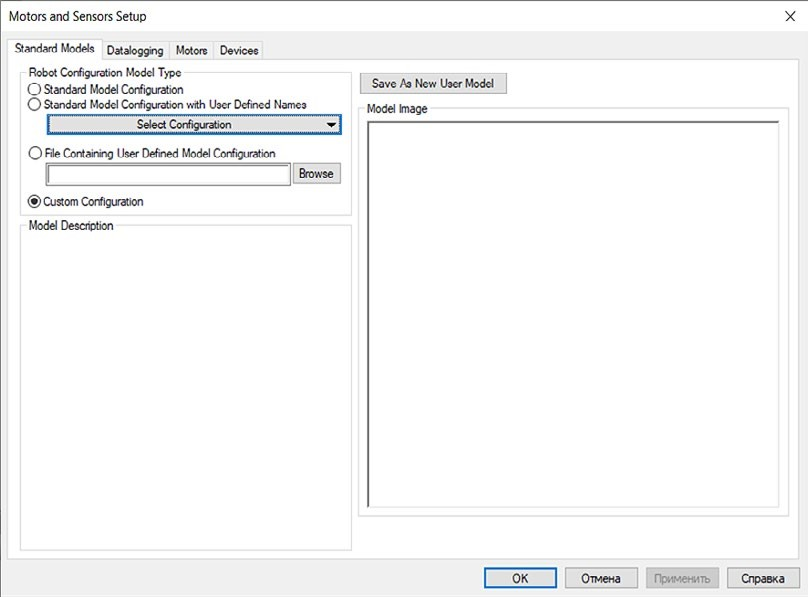 Motors and Sensors Setup
Standard Models
Datalogging
Motors
Devices
Robot Configuration Model Type
Standard Model Configuration
Standard Model Configuration with User Defined Names
Select Configuration
File Containing User Defined Model Configuration
Browse
Custom Configuration
Model Description
Save As New User Model
Model Image
OK
Отмена
Применить
Справка